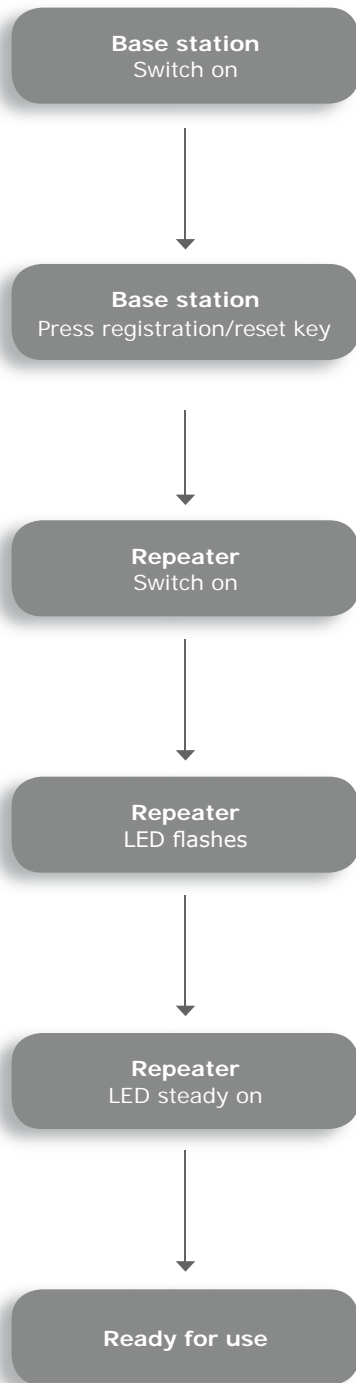 Base station
Switch on
Base station
Press registration/reset key
Repeater
Switch on
Repeater
LED flashes
Repeater
LED steady on
Ready for use